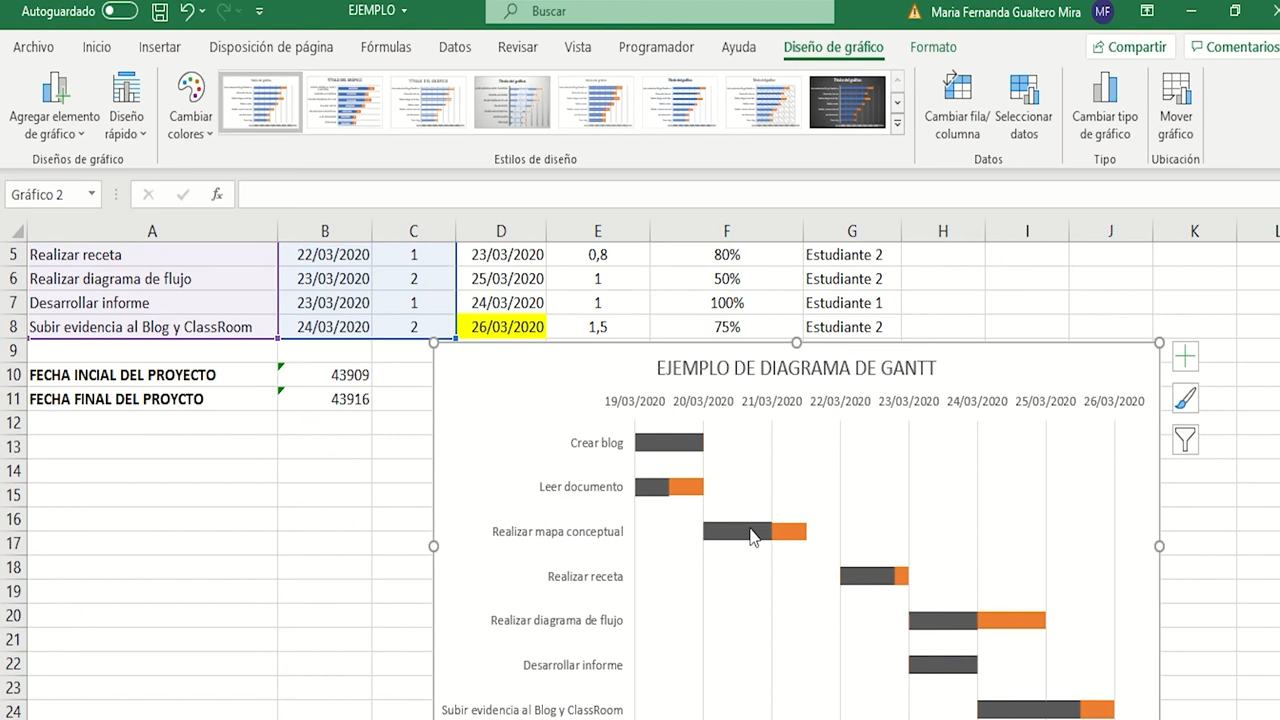 Autoguardado
EJEMPLO
Buscar
Maria Fernanda Gualtero Mira
MF
Archivo Inicio Insertar Disposición de página Fórmulas Datos Revisar Vista Programador Ayuda Diseño de gráfico Formato
Compartir
Comentarios
Agregar elemento de gráfico
Diseño rápido
Cambiar colores
Cambiar fila/ columna
Seleccionar datos
Cambiar tipo de gráfico
Mover gráfico
Diseños de gráfico
Estilos de diseño
Datos
Tipo
Ubicación
Gráfico 2
fx
A B C D E F G H I J K L
5 Realizar receta 22/03/2020 1 23/03/2020 0,8 80% Estudiante 2
6 Realizar diagrama de flujo 23/03/2020 2 25/03/2020 1 50% Estudiante 2
7 Desarrollar informe 23/03/2020 1 24/03/2020 1 100% Estudiante 1
8 Subir evidencia al Blog y ClassRoom 24/03/2020 2 26/03/2020 1,5 75% Estudiante 2
9
10 FECHA INCIAL DEL PROYECTO 43909
11 FECHA FINAL DEL PROYCTO 43916
12
13
14
15
16
17
18
19
20
21
22
23
24
EJEMPLO DE DIAGRAMA DE GANTT
19/03/2020 20/03/2020 21/03/2020 22/03/2020 23/03/2020 24/03/2020 25/03/2020 26/03/2020
Crear blog
Leer documento
Realizar mapa conceptual
Realizar receta
Realizar diagrama de flujo
Desarrollar informe
Subir evidencia al Blog y ClassRoom